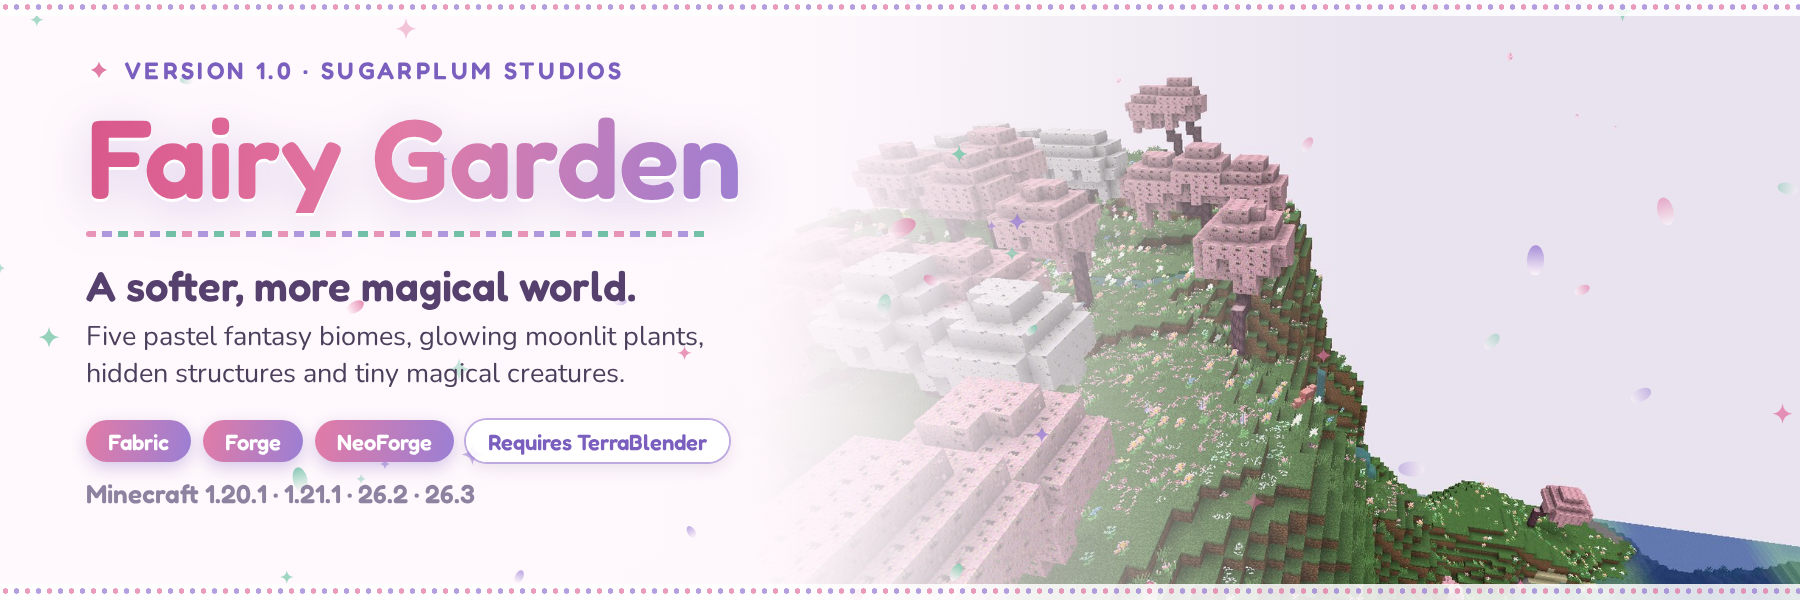 VERSION 1.0 · SUGARPLUM STUDIOS
Fairy Garden
A softer, more magical world.
Five pastel fantasy biomes, glowing moonlit plants,
hidden structures and tiny magical creatures.
Fabric Forge NeoForge Requires TerraBlender
Minecraft 1.20.1 · 1.21.1 · 26.2 · 26.3